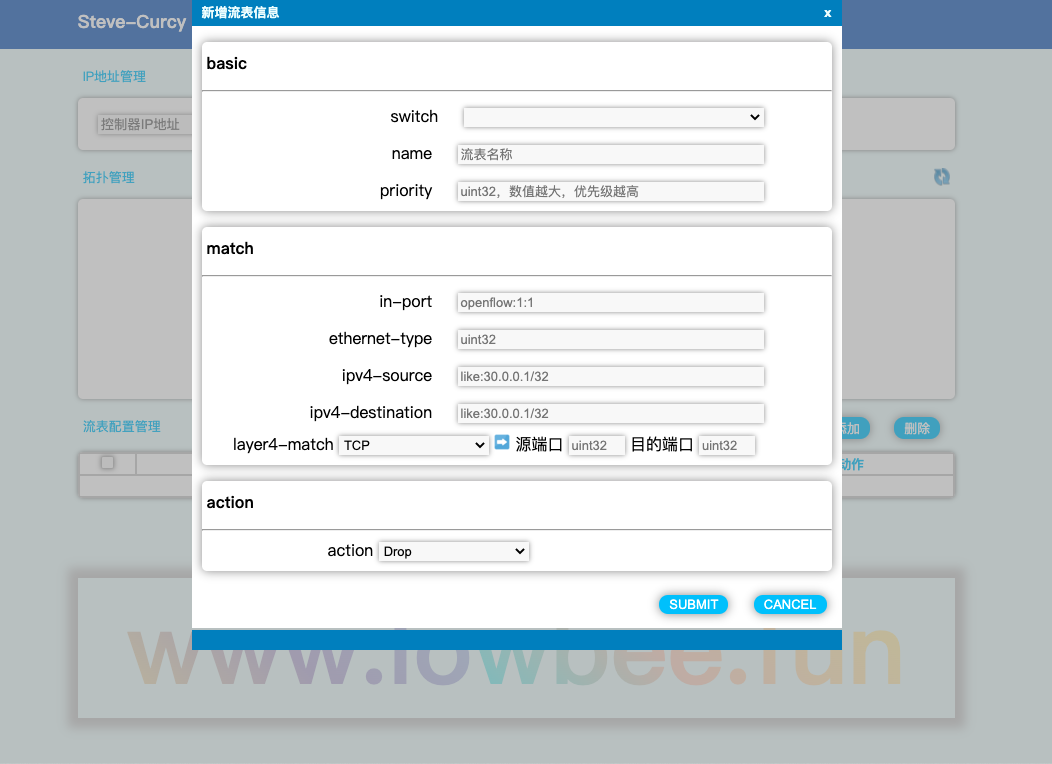 Steve-Curcy
新增流表信息
x
IP地址管理
控制器IP地址
拓扑管理
流表配置管理
添加
删除
动作
basic
switch
name 流表名称
priority uint32，数值越大，优先级越高
match
in-port openflow:1:1
ethernet-type uint32
ipv4-source like:30.0.0.1/32
ipv4-destination like:30.0.0.1/32
layer4-match TCP ➡ 源端口 uint32 目的端口 uint32
action
action Drop
SUBMIT CANCEL
www.lowbee.fun